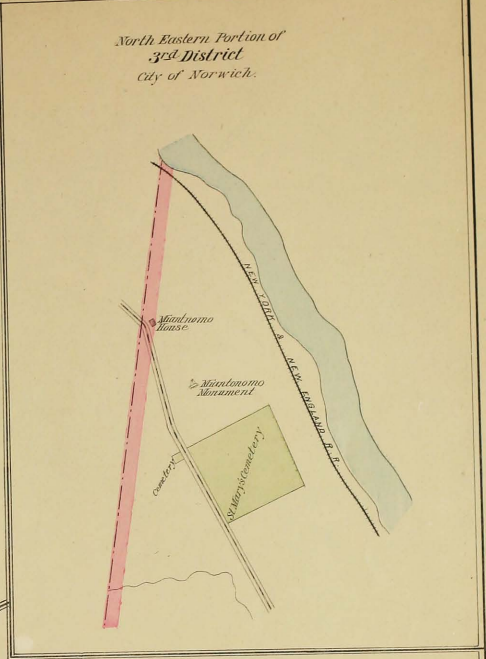 North Eastern Portion of
3rd District
City of Norwich.
Miantnomo
House
NEW YORK & NEW ENGLAND R.R.
Miantonomo
Monument
Cemetery
St. Mary's Cemetery